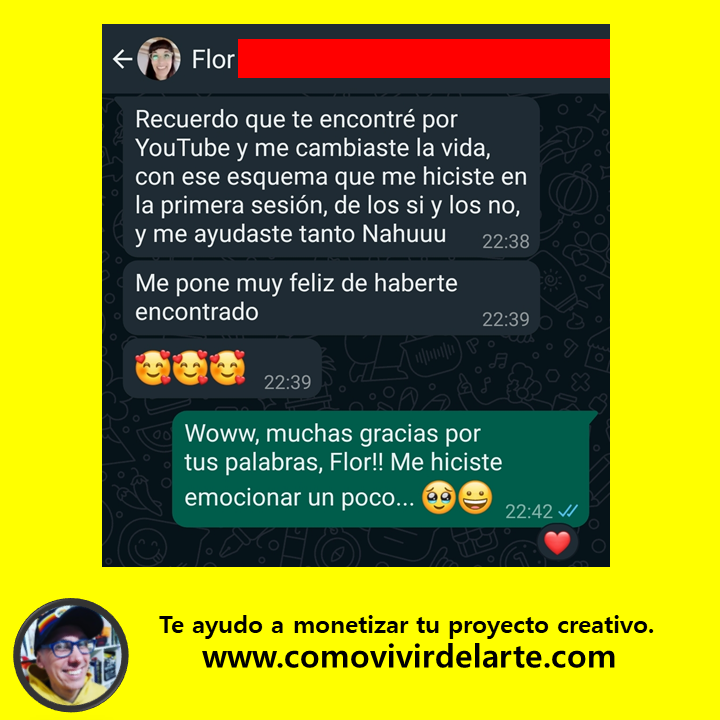 Flor
Recuerdo que te encontré por
YouTube y me cambiaste la vida,
con ese esquema que me hiciste en
la primera sesión, de los si y los no,
y me ayudaste tanto Nahuuu
22:38
Me pone muy feliz de haberte
encontrado
22:39
🥰🥰🥰
22:39
Woww, muchas gracias por
tus palabras, Flor!! Me hiciste
emocionar un poco... 🥹😀
22:42
Te ayudo a monetizar tu proyecto creativo.
www.comovivirdelarte.com